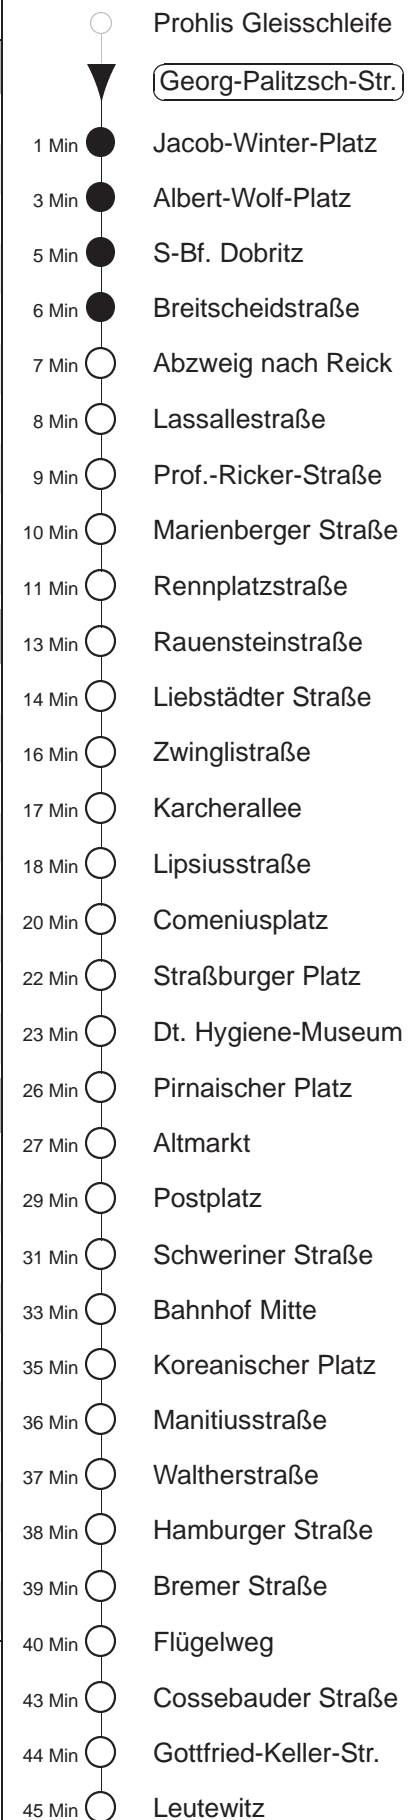 Prohlis Gleisschleife
Georg-Palitzsch-Str.
1 Min Jacob-Winter-Platz
3 Min Albert-Wolf-Platz
5 Min S-Bf. Dobritz
6 Min Breitscheidstraße
7 Min Abzweig nach Reick
8 Min Lassallestraße
9 Min Prof.-Ricker-Straße
10 Min Marienberger Straße
11 Min Rennplatzstraße
13 Min Rauensteinstraße
14 Min Liebstädter Straße
16 Min Zwinglistraße
17 Min Karcherallee
18 Min Lipsiusstraße
20 Min Comeniusplatz
22 Min Straßburger Platz
23 Min Dt. Hygiene-Museum
26 Min Pirnaischer Platz
27 Min Altmarkt
29 Min Postplatz
31 Min Schweriner Straße
33 Min Bahnhof Mitte
35 Min Koreanischer Platz
36 Min Manitiusstraße
37 Min Waltherstraße
38 Min Hamburger Straße
39 Min Bremer Straße
40 Min Flügelweg
43 Min Cossebauder Straße
44 Min Gottfried-Keller-Str.
45 Min Leutewitz